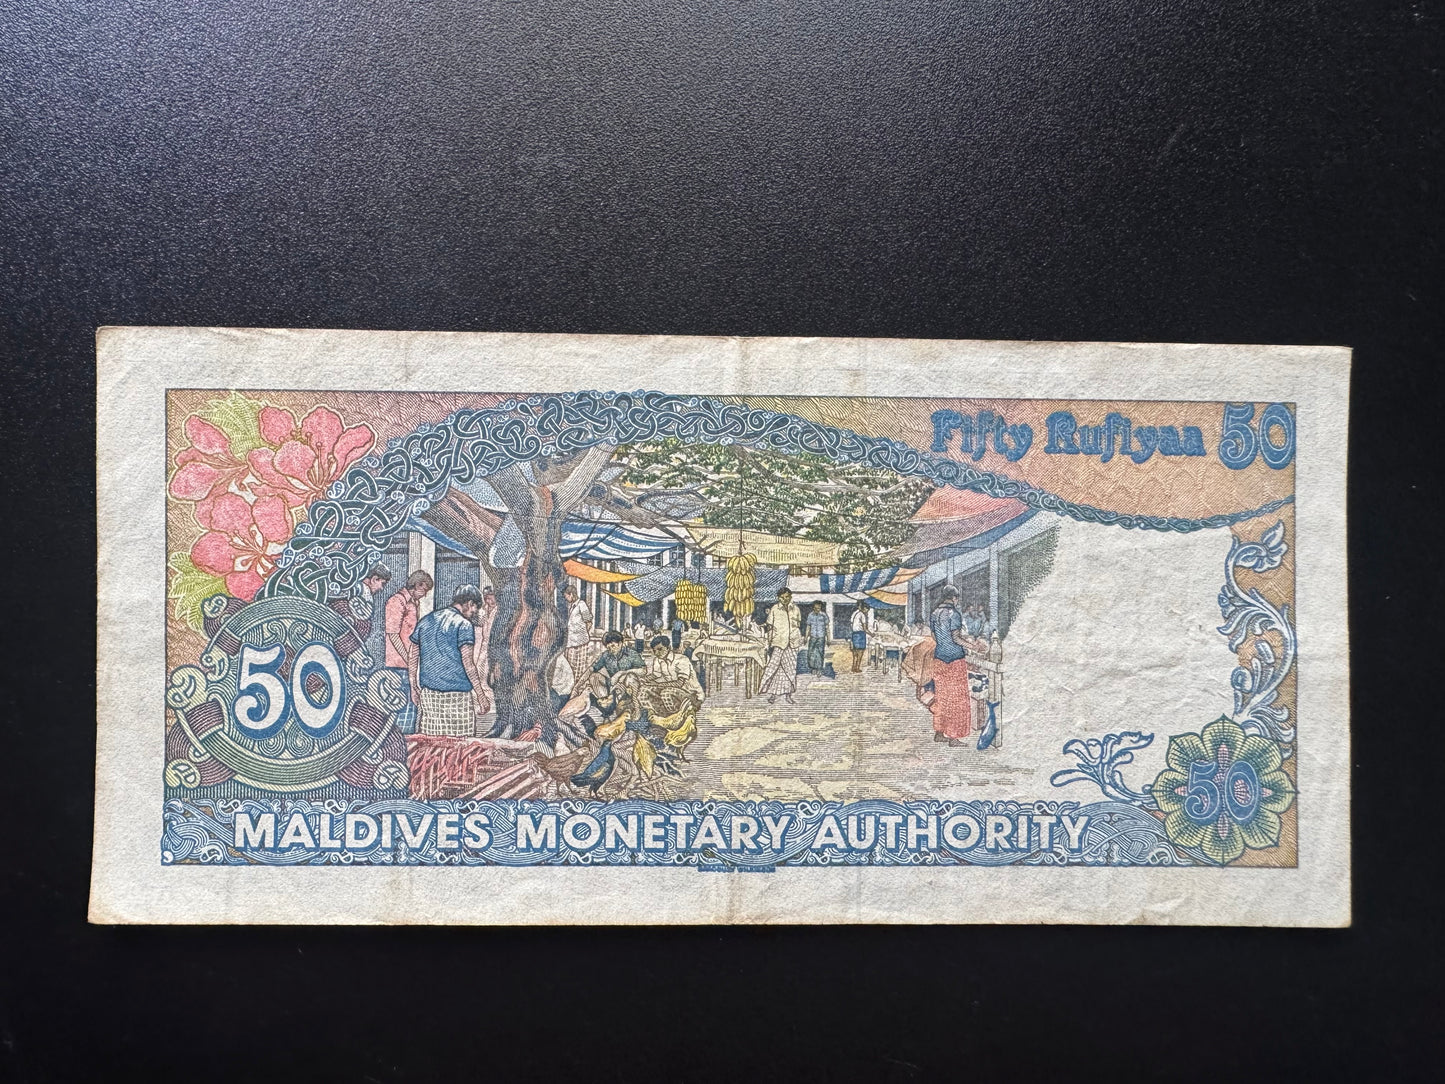 Fifty Rufiyaa 50
50
50
MALDIVES MONETARY AUTHORITY